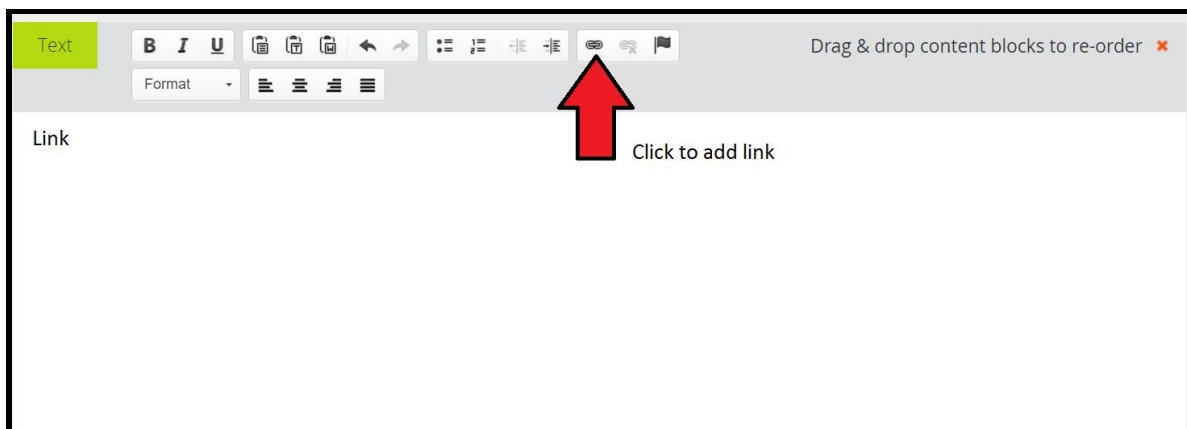 Text
B I U
Drag & drop content blocks to re-order
Format
Link
Click to add link